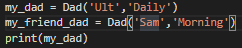 my_dad = Dad('Ult','Daily')
my_friend_dad = Dad('Sam','Morning')
print(my_dad)